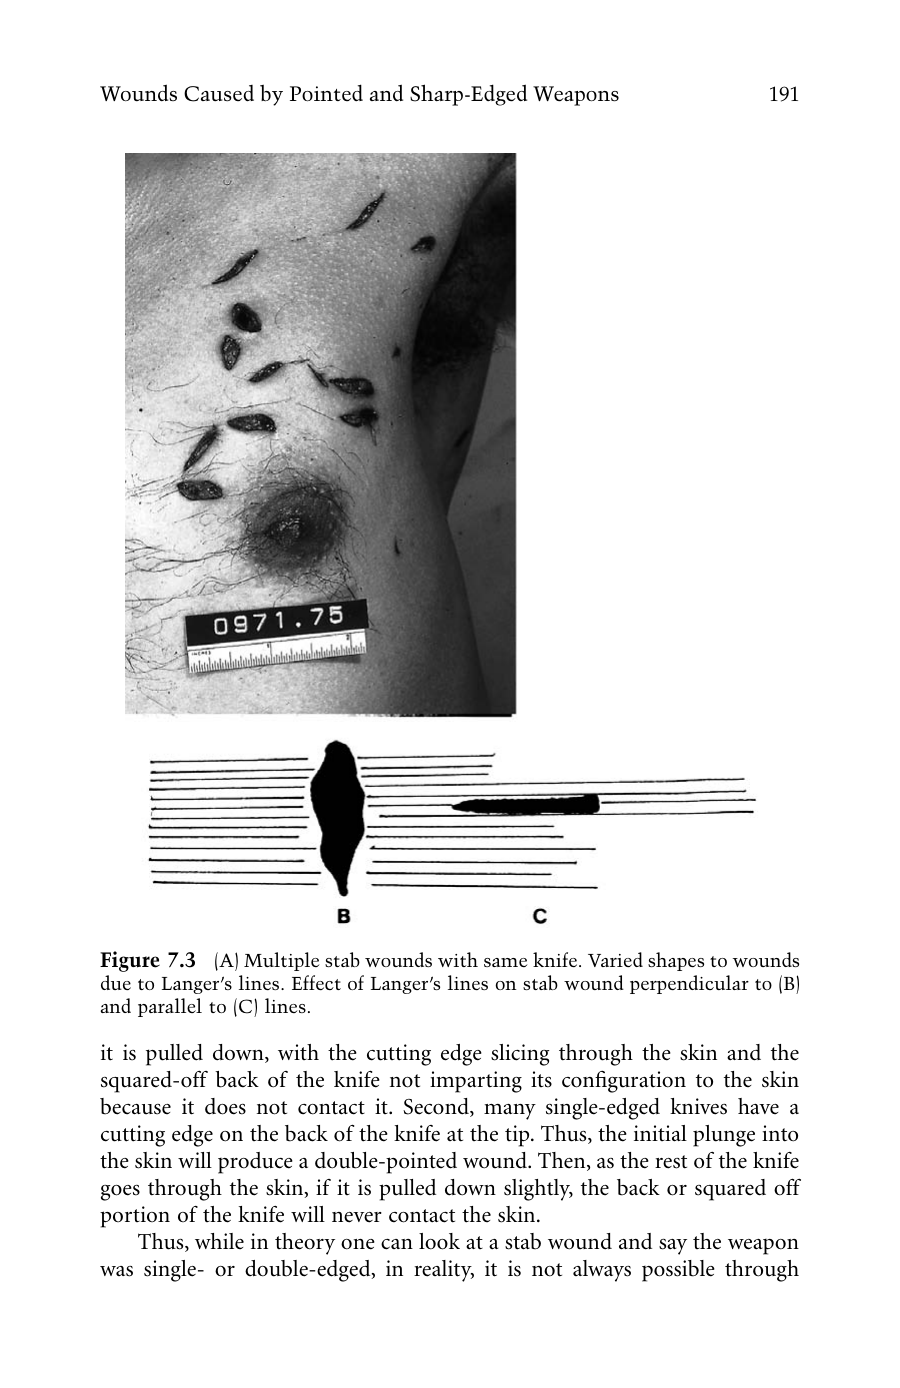 Wounds Caused by Pointed and Sharp-Edged Weapons 191
0971.75
INCHES
1 2
B C
Figure 7.3 (A) Multiple stab wounds with same knife. Varied shapes to wounds
due to Langer’s lines. Effect of Langer’s lines on stab wound perpendicular to (B)
and parallel to (C) lines.
it is pulled down, with the cutting edge slicing through the skin and the
squared-off back of the knife not imparting its configuration to the skin
because it does not contact it. Second, many single-edged knives have a
cutting edge on the back of the knife at the tip. Thus, the initial plunge into
the skin will produce a double-pointed wound. Then, as the rest of the knife
goes through the skin, if it is pulled down slightly, the back or squared off
portion of the knife will never contact the skin.
Thus, while in theory one can look at a stab wound and say the weapon
was single- or double-edged, in reality, it is not always possible through